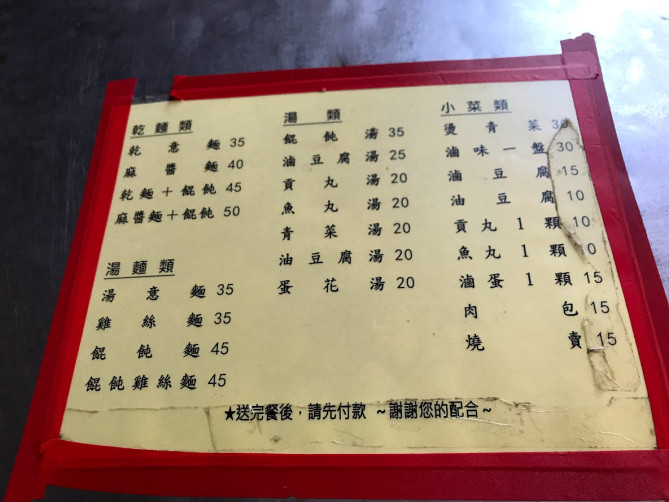 乾麵類
乾意麵 35
麻醬麵 40
乾麵＋餛飩 45
麻醬麵＋餛飩 50
湯麵類
湯意麵 35
雞絲麵 35
餛飩麵 45
餛飩雞絲麵 45
湯類
餛飩湯 35
滷豆腐湯 25
貢丸湯 20
魚丸湯 20
青菜湯 20
油豆腐湯 20
蛋花湯 20
小菜類
燙青菜 30
滷味一盤 30
滷豆腐 15
油豆腐 10
貢丸1顆 10
魚丸1顆 0
滷蛋1顆 15
肉包 15
燒賣 15
★送完餐後，請先付款 ~謝謝您的配合~